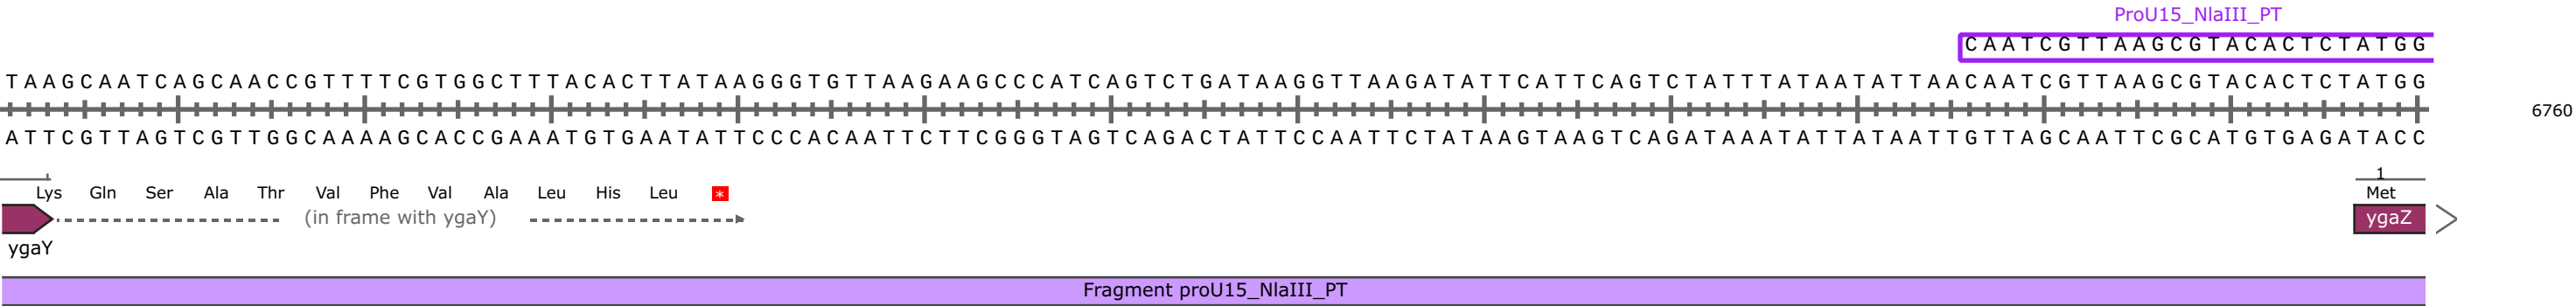 ProU15_NlaIII_PT
CAATCGTTAAGCGTACACTCTATGG
TAAGCAATCAGCAACCGTTTTCGTGGCTTTACACTTATAAGGGTGTTAAGAAGCCCATCAGTCTGATAAGGTTAAGATATTCATTCAGTCTATTTATAATATTAACAATCGTTAAGCGTACACTCTATGG
6760
ATTCGTTAGTCGTTGGCAAAAGCACCGAAATGTGAATATTCCCACAATTCTTCGGGTAGTCAGACTATTCCAATTCTATAAGTAAGTCAGATAAATATTATAATTGTTAGCAATTCGCATGTGAGATACC
1
Lys Gln Ser Ala Thr Val Phe Val Ala Leu His Leu * Met
(in frame with ygaY) ygaZ
ygaY
Fragment proU15_NlaIII_PT